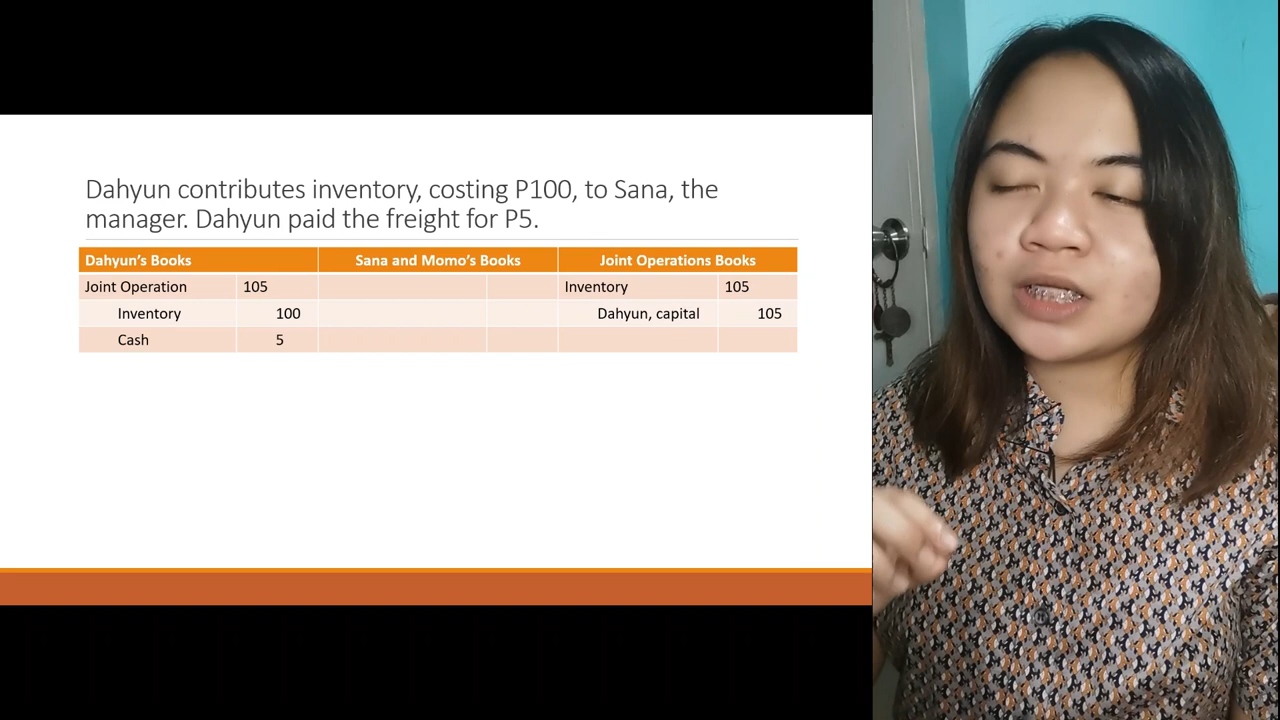 Dahyun contributes inventory, costing P100, to Sana, the
manager. Dahyun paid the freight for P5.
Dahyun's Books Sana and Momo's Books Joint Operations Books
Joint Operation 105 Inventory 105
Inventory 100 Dahyun, capital 105
Cash 5